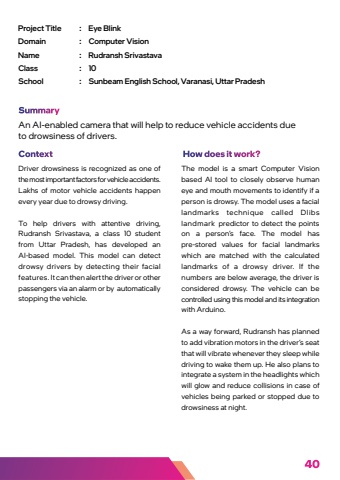 Project Title : Eye Blink
Domain : Computer Vision
Name : Rudransh Srivastava
Class : 10
School : Sunbeam English School, Varanasi, Uttar Pradesh
Summary
An AI-enabled camera that will help to reduce vehicle accidents due
to drowsiness of drivers.
Context
Driver drowsiness is recognized as one of
the most important factors for vehicle accidents.
Lakhs of motor vehicle accidents happen
every year due to drowsy driving.
To help drivers with attentive driving,
Rudransh Srivastava, a class 10 student
from Uttar Pradesh, has developed an
AI-based model. This model can detect
drowsy drivers by detecting their facial
features. It can then alert the driver or other
passengers via an alarm or by automatically
stopping the vehicle.
How does it work?
The model is a smart Computer Vision
based AI tool to closely observe human
eye and mouth movements to identify if a
person is drowsy. The model uses a facial
landmarks technique called Dlibs
landmark predictor to detect the points
on a person's face. The model has
pre-stored values for facial landmarks
which are matched with the calculated
landmarks of a drowsy driver. If the
numbers are below average, the driver is
considered drowsy. The vehicle can be
controlled using this model and its integration
with Arduino.
As a way forward, Rudransh has planned
to add vibration motors in the driver's seat
that will vibrate whenever they sleep while
driving to wake them up. He also plans to
integrate a system in the headlights which
will glow and reduce collisions in case of
vehicles being parked or stopped due to
drowsiness at night.
40